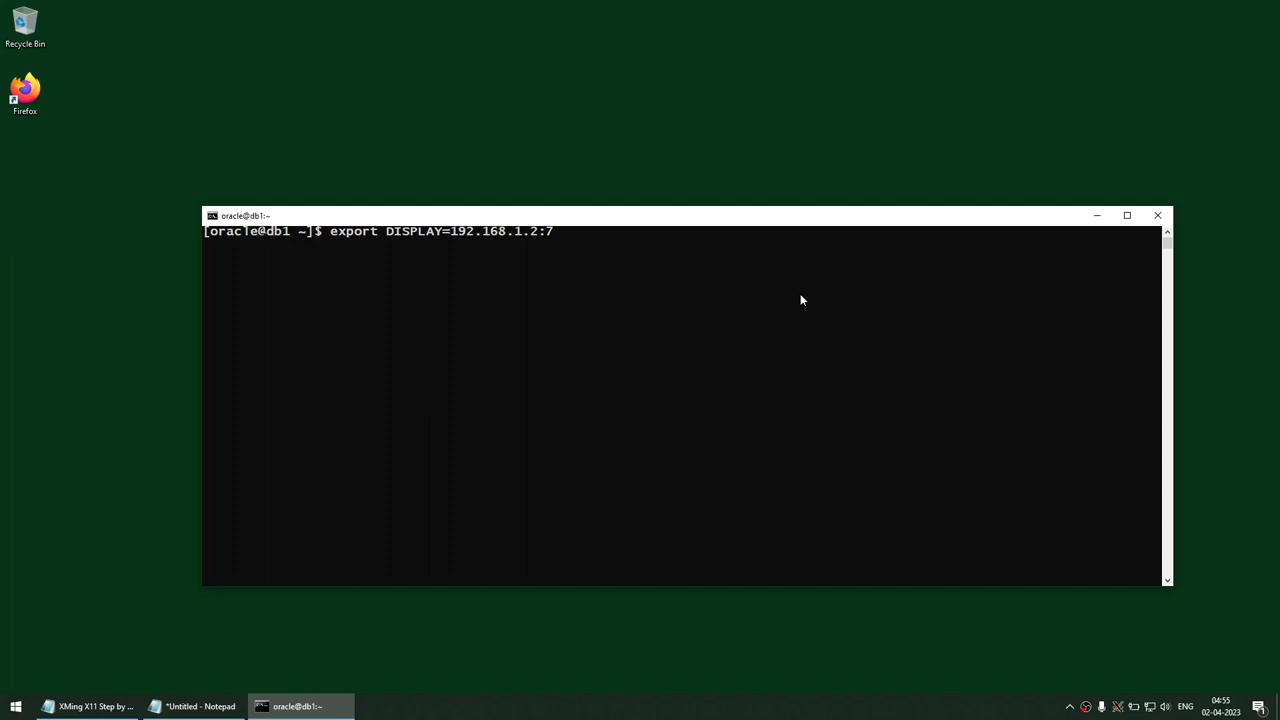 Recycle Bin
Firefox
oracle@db1:~
[oracle@db1 ~]$ export DISPLAY=192.168.1.2:7
XMing X11 Step by ...
*Untitled - Notepad
oracle@db1:~
ENG
04:55
02-04-2023
1